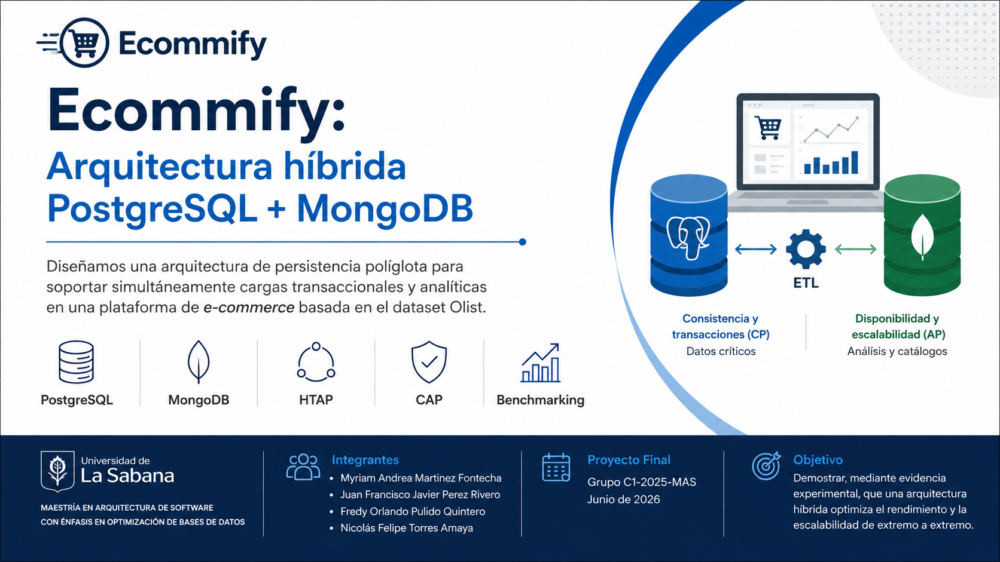 Ecommify
Ecommify:
Arquitectura híbrida
PostgreSQL + MongoDB
Diseñamos una arquitectura de persistencia políglota para
soportar simultáneamente cargas transaccionales y analíticas
en una plataforma de e-commerce basada en el dataset Olist.
PostgreSQL
MongoDB
HTAP
CAP
Benchmarking
ETL
Consistencia y
transacciones (CP)
Datos críticos
Disponibilidad y
escalabilidad (AP)
Análisis y catálogos
Universidad de
La Sabana
MAESTRÍA EN ARQUITECTURA DE SOFTWARE
CON ÉNFASIS EN OPTIMIZACIÓN DE BASES DE DATOS
Integrantes
• Myriam Andrea Martinez Fontecha
• Juan Francisco Javier Perez Rivero
• Fredy Orlando Pulido Quintero
• Nicolás Felipe Torres Amaya
Proyecto Final
Grupo C1-2025-MAS
Junio de 2026
Objetivo
Demostrar, mediante evidencia
experimental, que una arquitectura
híbrida optimiza el rendimiento y la
escalabilidad de extremo a extremo.